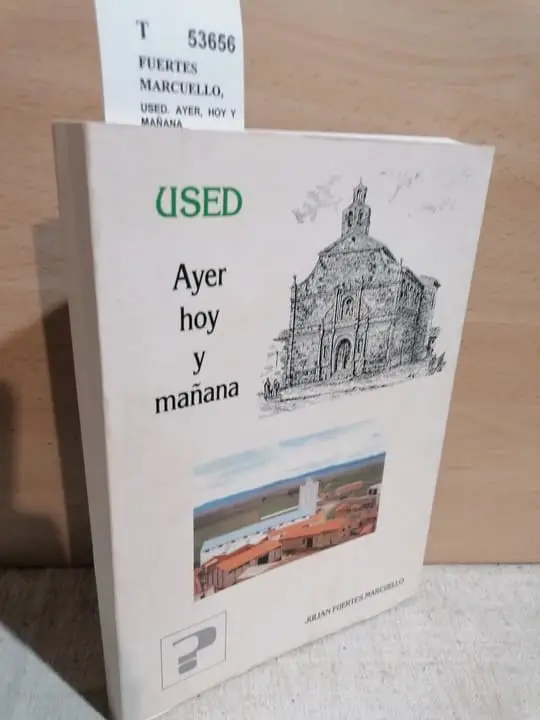 T 53656
FUERTES
MARCUELLO,
USED. AYER, HOY Y
MAÑANA
USED
Ayer
hoy
y
mañana
JULIAN FUERTES MARCUELLO
?